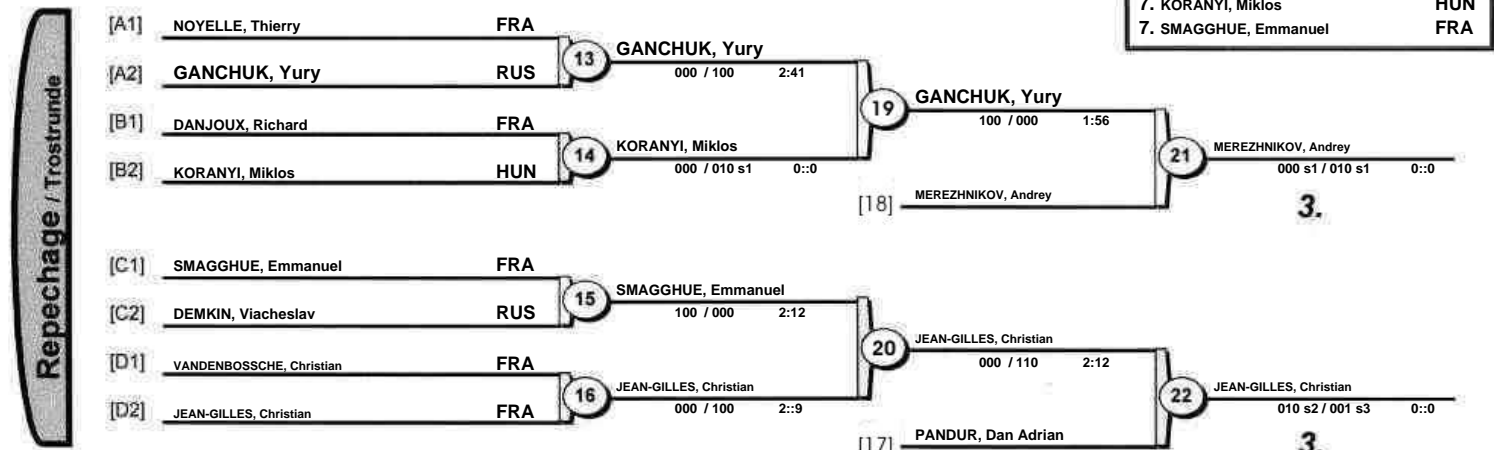 7. KORANYI, Miklos HUN
7. SMAGGHUE, Emmanuel FRA
Repechage / Trostrunde
[A1] NOYELLE, Thierry FRA
13
GANCHUK, Yury
000 / 100 2:41
[A2] GANCHUK, Yury RUS
19
GANCHUK, Yury
100 / 000 1:56
[B1] DANJOUX, Richard FRA
14
KORANYI, Miklos
000 / 010 s1 0::0
[B2] KORANYI, Miklos HUN
21
MEREZHNIKOV, Andrey
000 s1 / 010 s1 0::0
[18] MEREZHNIKOV, Andrey
3.
[C1] SMAGGHUE, Emmanuel FRA
15
SMAGGHUE, Emmanuel
100 / 000 2:12
[C2] DEMKIN, Viacheslav RUS
20
JEAN-GILLES, Christian
000 / 110 2:12
[D1] VANDENBOSSCHE, Christian FRA
16
JEAN-GILLES, Christian
000 / 100 2::9
[D2] JEAN-GILLES, Christian FRA
22
JEAN-GILLES, Christian
010 s2 / 001 s3 0::0
[17] PANDUR, Dan Adrian
3.